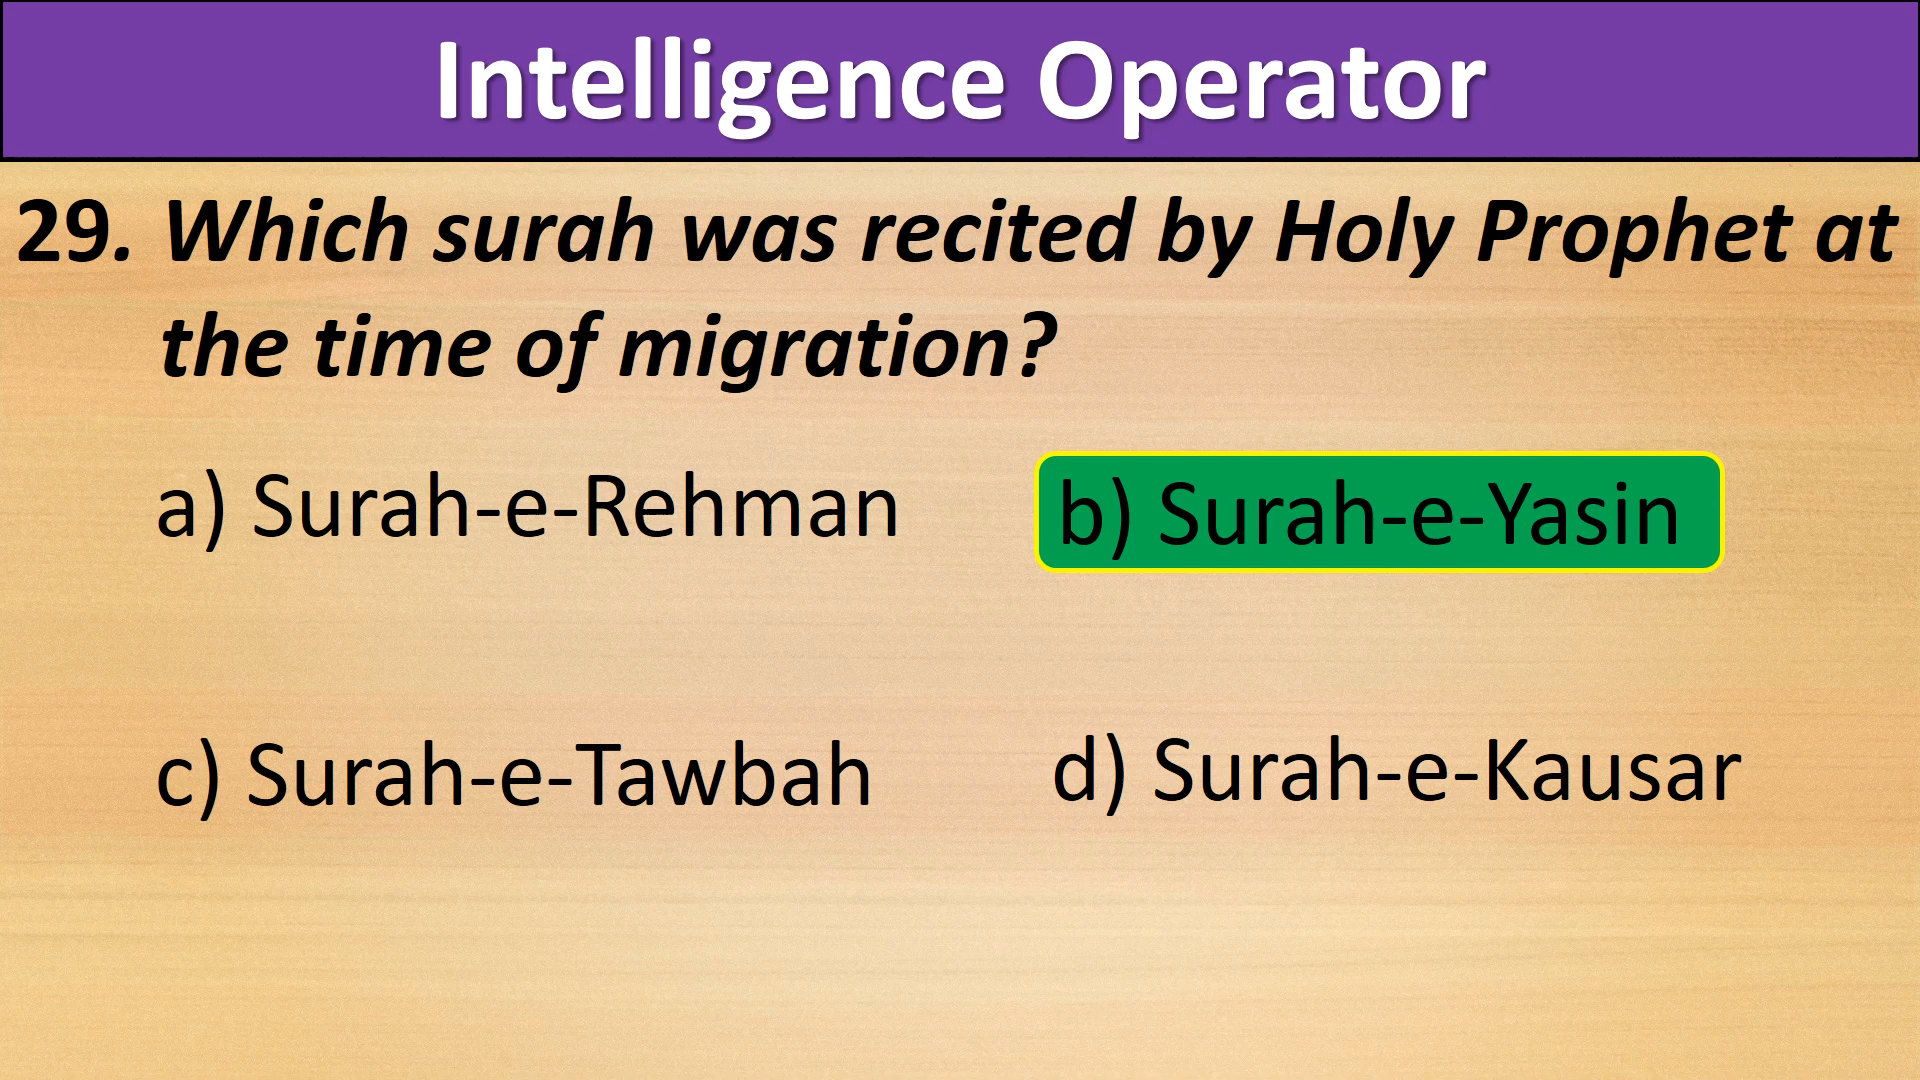 Intelligence Operator
29. Which surah was recited by Holy Prophet at
the time of migration?
a) Surah-e-Rehman
b) Surah-e-Yasin
c) Surah-e-Tawbah
d) Surah-e-Kausar